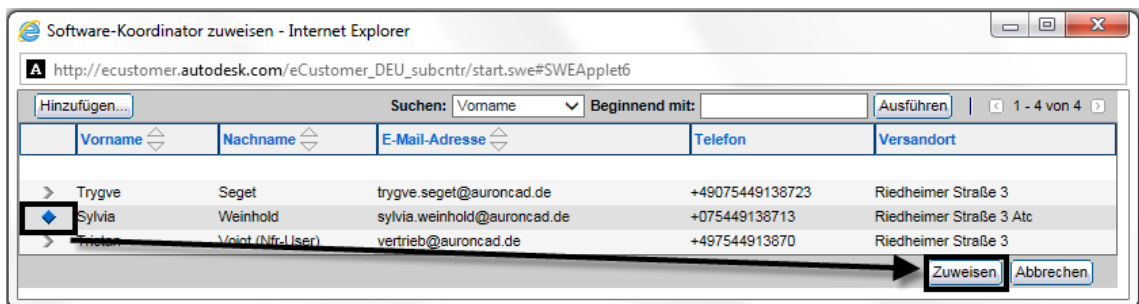 Software-Koordinator zuweisen - Internet Explorer
http://ecustomer.autodesk.com/eCustomer_DEU_subcntr/start.swe#SWEApplet6
Hinzufügen... Suchen: Vorname Beginnend mit: Ausführen 1 - 4 von 4
Vorname Nachname E-Mail-Adresse Telefon Versandort
Trygve Seget trygve.seget@auroncad.de +49075449138723 Riedheimer Straße 3
Sylvia Weinhold sylvia.weinhold@auroncad.de +075449138713 Riedheimer Straße 3 Atc
Tristan Voigt (Nfr-User) vertrieb@auroncad.de +497544913870 Riedheimer Straße 3
Zuweisen Abbrechen